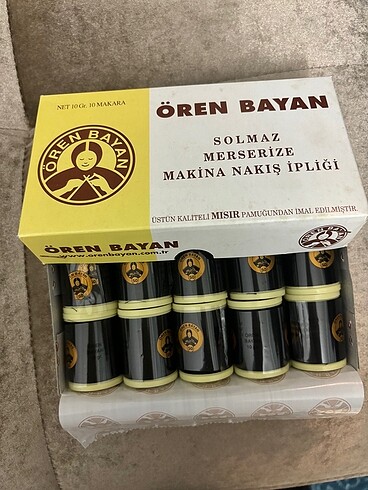 NET 10 Gr. 10 MAKARA
ÖREN BAYAN
ÖREN BAYAN
SOLMAZ
MERSERİZE
MAKİNA NAKIŞ İPLİĞİ
ÜSTÜN KALİTELİ MISIR PAMUĞUNDAN İMAL EDİLMİŞTİR.
ÖREN BAYAN
www.orenbayan.com.tr